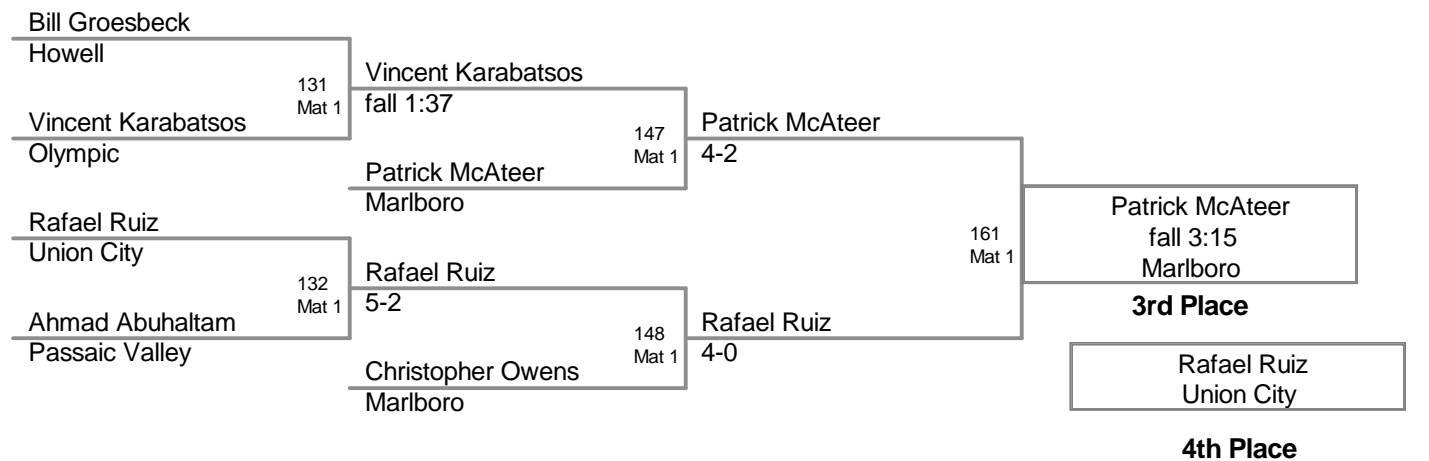 Bill Groesbeck
Howell
131
Mat 1
Vincent Karabatsos
fall 1:37
Vincent Karabatsos
Olympic
147
Mat 1
Patrick McAteer
4-2
Patrick McAteer
Marlboro
Rafael Ruiz
Union City
132
Mat 1
Rafael Ruiz
5-2
Ahmad Abuhaltam
Passaic Valley
148
Mat 1
Rafael Ruiz
4-0
Christopher Owens
Marlboro
161
Mat 1
Patrick McAteer
fall 3:15
Marlboro
3rd Place
Rafael Ruiz
Union City
4th Place